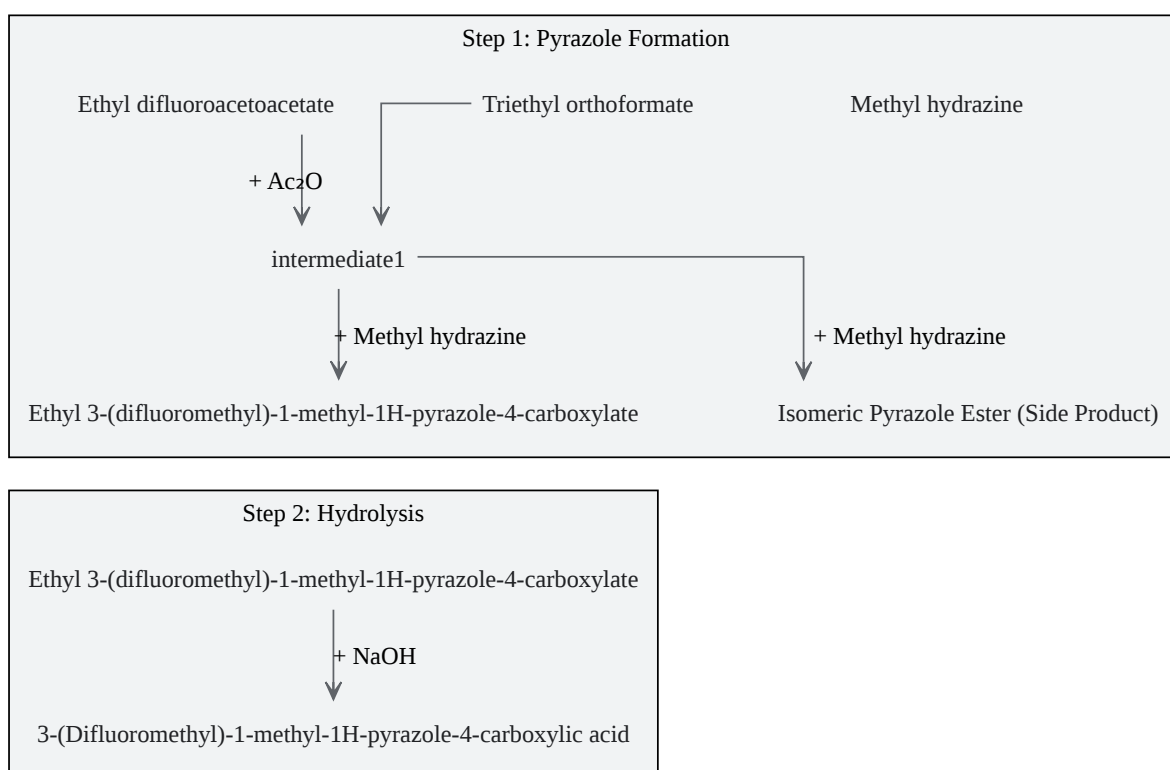 Step 1: Pyrazole Formation
Ethyl difluoroacetoacetate
Triethyl orthoformate
Methyl hydrazine
+ Ac₂O
intermediate1
+ Methyl hydrazine
+ Methyl hydrazine
Ethyl 3-(difluoromethyl)-1-methyl-1H-pyrazole-4-carboxylate
Isomeric Pyrazole Ester (Side Product)
Step 2: Hydrolysis
Ethyl 3-(difluoromethyl)-1-methyl-1H-pyrazole-4-carboxylate
+ NaOH
3-(Difluoromethyl)-1-methyl-1H-pyrazole-4-carboxylic acid